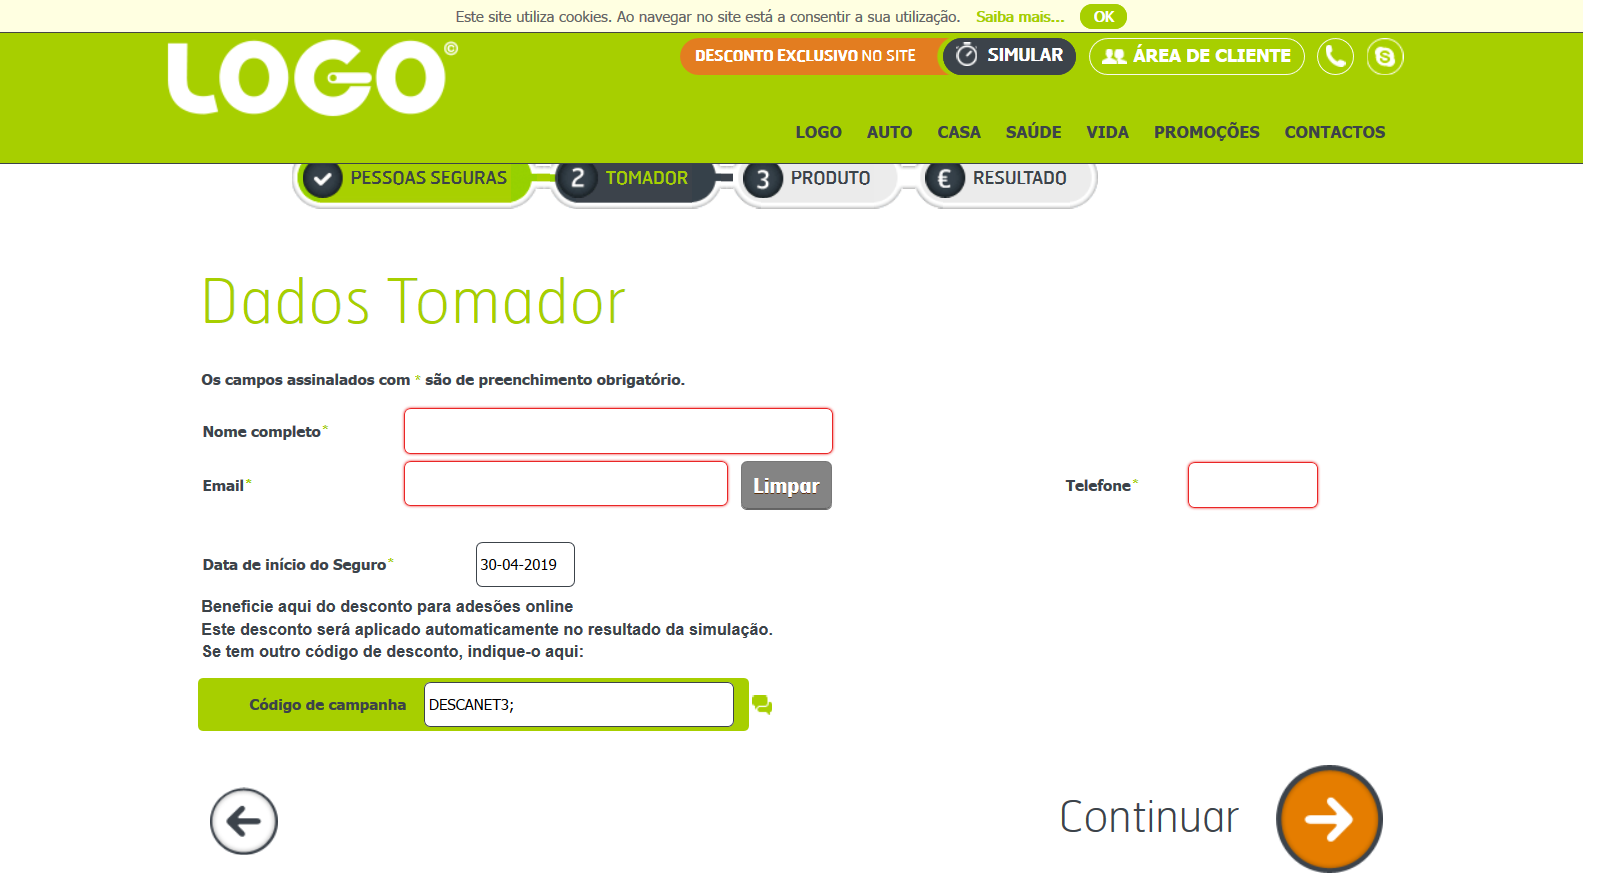 Este site utiliza cookies. Ao navegar no site está a consentir a sua utilização. Saiba mais... OK
LOGO©
DESCONTO EXCLUSIVO NO SITE SIMULAR ÁREA DE CLIENTE
LOGO AUTO CASA SAÚDE VIDA PROMOÇÕES CONTACTOS
PESSOAS SEGURAS 2 TOMADOR 3 PRODUTO € RESULTADO
Dados Tomador
Os campos assinalados com * são de preenchimento obrigatório.
Nome completo*
Email* Limpar Telefone*
Data de início do Seguro* 30-04-2019
Beneficie aqui do desconto para adesões online
Este desconto será aplicado automaticamente no resultado da simulação.
Se tem outro código de desconto, indique-o aqui:
Código de campanha DESCANET3;
Continuar